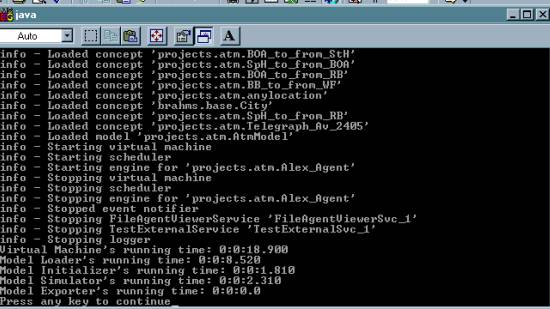 java
Auto
A
info - Loaded concept 'projects.atm.BOA_to_from_StH'
info - Loaded concept 'projects.atm.SpH_to_from_BOA'
info - Loaded concept 'projects.atm.BOA_to_from_RB'
info - Loaded concept 'projects.atm.BB_to_from_WF'
info - Loaded concept 'projects.atm.anylocation'
info - Loaded concept 'brahms.base.City'
info - Loaded concept 'projects.atm.SpH_to_from_RB'
info - Loaded concept 'projects.atm.Telegraph_Av_2405'
info - Loaded model 'projects.atm.AtmModel'
info - Starting virtual machine
info - Starting scheduler
info - Starting engine for 'projects.atm.Alex_Agent'
info - Stopping virtual machine
info - Stopping scheduler
info - Stopping engine for 'projects.atm.Alex_Agent'
info - Stopped event notifier
info - Stopping FileAgentViewerService 'FileAgentViewerSvc_1'
info - Stopping TestExternalService 'TestExternalSvc_1'
info - Stopping logger
Virtual Machine's running time: 0:0:18.900
Model Loader's running time: 0:0:8.520
Model Initializer's running time: 0:0:1.810
Model Simulator's running time: 0:0:2.310
Model Exporter's running time: 0:0:0.0
Press any key to continue_